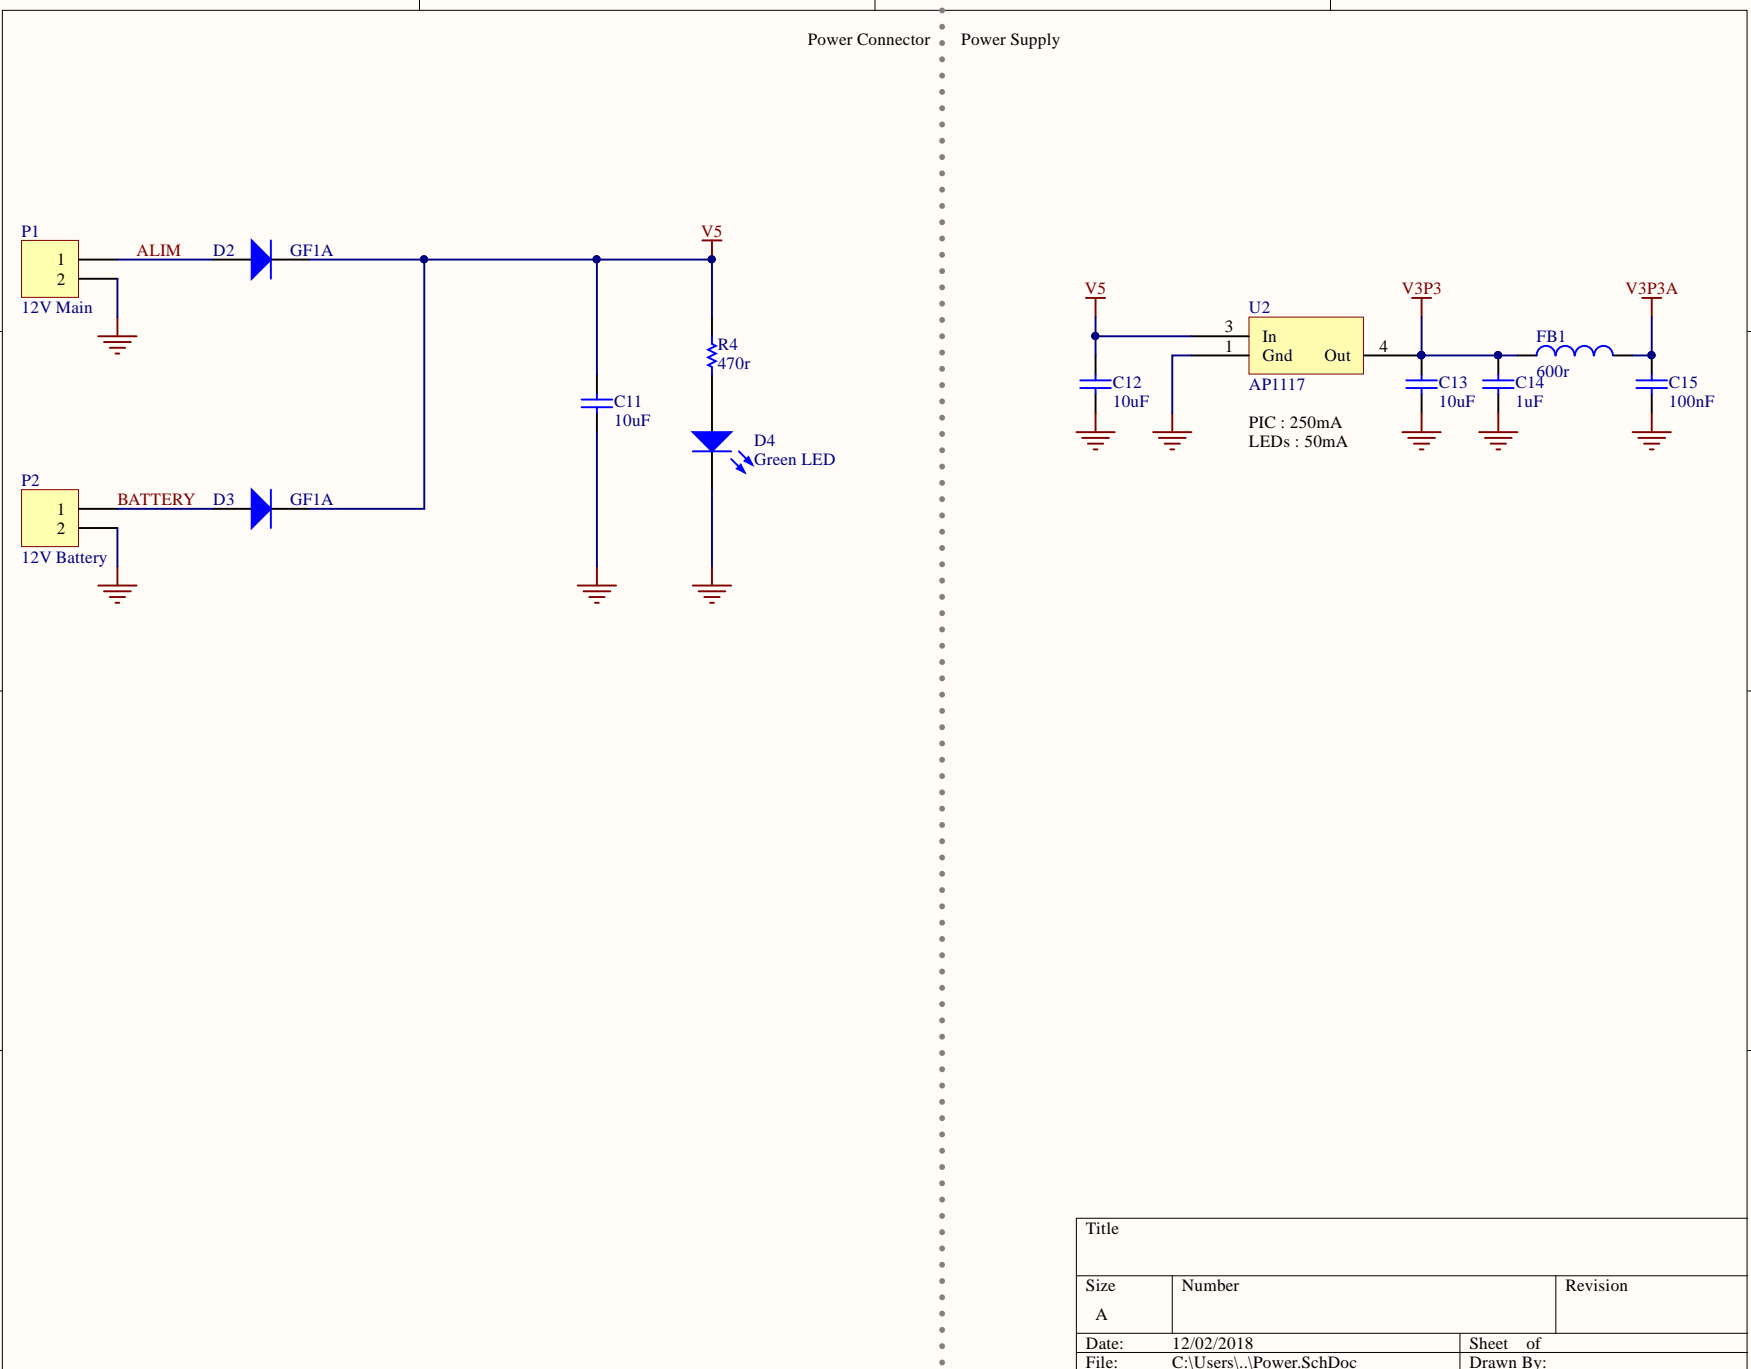 Power Connector
Power Supply
P1
1
2
12V Main
ALIM
D2
GF1A
V5
R4
470r
C11
10uF
D4
Green LED
P2
1
2
12V Battery
BATTERY
D3
GF1A
V5
C12
10uF
U2
3
1
In
Gnd
Out
4
AP1117
PIC : 250mA
LEDs : 50mA
V3P3
C13
10uF
C14
1uF
FB1
600r
V3P3A
C15
100nF
Title
Size
Number
Revision
A
Date:
12/02/2018
Sheet of
File:
C:\Users\..\Power.SchDoc
Drawn By: